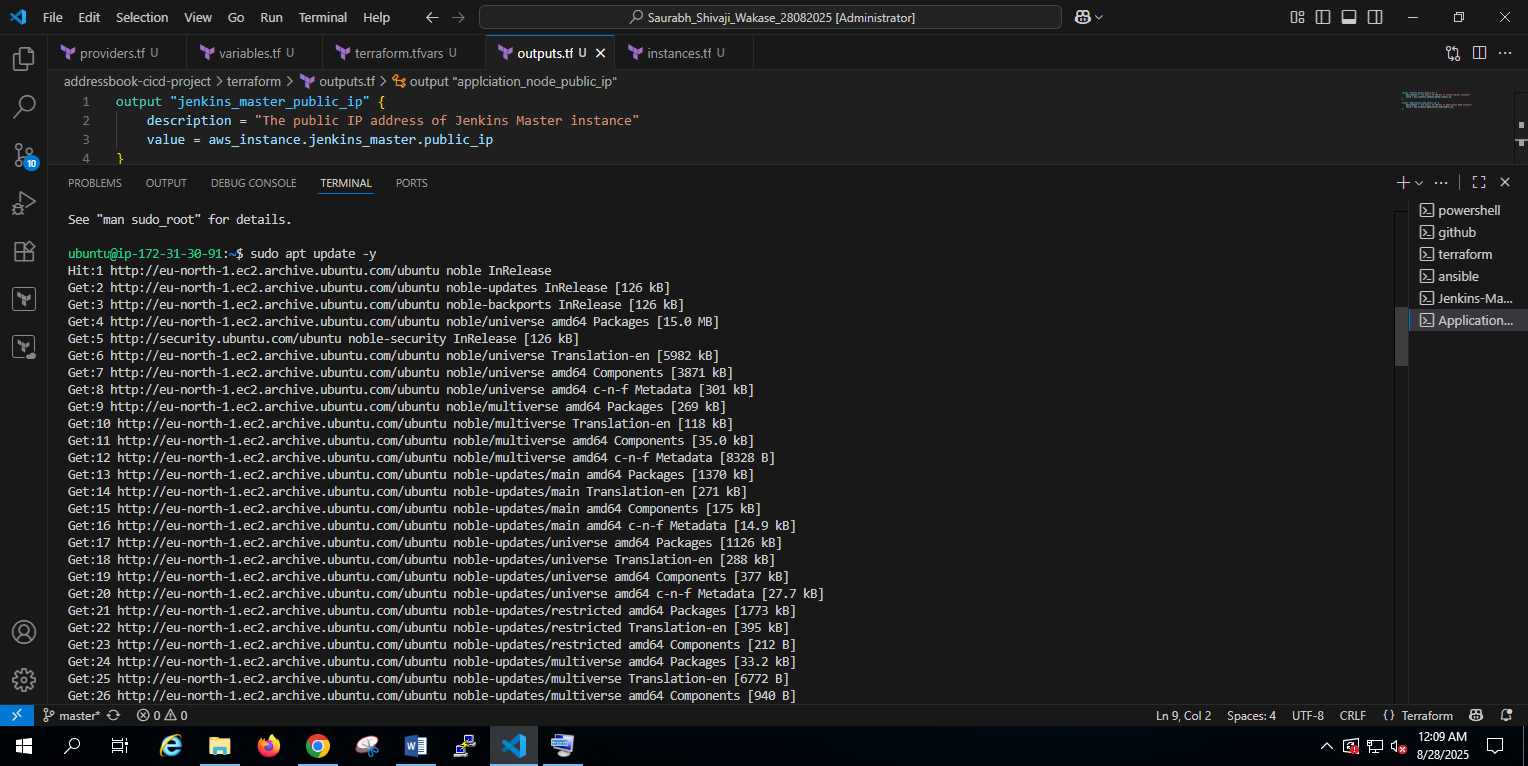 File Edit Selection View Go Run Terminal Help
Saurabh_Shivaji_Wakase_28082025 [Administrator]
providers.tf U
variables.tf U
terraform.tfvars U
outputs.tf U
instances.tf U
addressbook-cicd-project > terraform > outputs.tf > output "applciation_node_public_ip"
1 output "jenkins_master_public_ip" {
2 description = "The public IP address of Jenkins Master instance"
3 value = aws_instance.jenkins_master.public_ip
4 }
10
PROBLEMS OUTPUT DEBUG CONSOLE TERMINAL PORTS
See "man sudo_root" for details.
ubuntu@ip-172-31-30-91:~$ sudo apt update -y
Hit:1 http://eu-north-1.ec2.archive.ubuntu.com/ubuntu noble InRelease
Get:2 http://eu-north-1.ec2.archive.ubuntu.com/ubuntu noble-updates InRelease [126 kB]
Get:3 http://eu-north-1.ec2.archive.ubuntu.com/ubuntu noble-backports InRelease [126 kB]
Get:4 http://eu-north-1.ec2.archive.ubuntu.com/ubuntu noble/universe amd64 Packages [15.0 MB]
Get:5 http://security.ubuntu.com/ubuntu noble-security InRelease [126 kB]
Get:6 http://eu-north-1.ec2.archive.ubuntu.com/ubuntu noble/universe Translation-en [5982 kB]
Get:7 http://eu-north-1.ec2.archive.ubuntu.com/ubuntu noble/universe amd64 Components [3871 kB]
Get:8 http://eu-north-1.ec2.archive.ubuntu.com/ubuntu noble/universe amd64 c-n-f Metadata [301 kB]
Get:9 http://eu-north-1.ec2.archive.ubuntu.com/ubuntu noble/multiverse amd64 Packages [269 kB]
Get:10 http://eu-north-1.ec2.archive.ubuntu.com/ubuntu noble/multiverse Translation-en [118 kB]
Get:11 http://eu-north-1.ec2.archive.ubuntu.com/ubuntu noble/multiverse amd64 Components [35.0 kB]
Get:12 http://eu-north-1.ec2.archive.ubuntu.com/ubuntu noble/multiverse amd64 c-n-f Metadata [8328 B]
Get:13 http://eu-north-1.ec2.archive.ubuntu.com/ubuntu noble-updates/main amd64 Packages [1370 kB]
Get:14 http://eu-north-1.ec2.archive.ubuntu.com/ubuntu noble-updates/main Translation-en [271 kB]
Get:15 http://eu-north-1.ec2.archive.ubuntu.com/ubuntu noble-updates/main amd64 Components [175 kB]
Get:16 http://eu-north-1.ec2.archive.ubuntu.com/ubuntu noble-updates/main amd64 c-n-f Metadata [14.9 kB]
Get:17 http://eu-north-1.ec2.archive.ubuntu.com/ubuntu noble-updates/universe amd64 Packages [1126 kB]
Get:18 http://eu-north-1.ec2.archive.ubuntu.com/ubuntu noble-updates/universe Translation-en [288 kB]
Get:19 http://eu-north-1.ec2.archive.ubuntu.com/ubuntu noble-updates/universe amd64 Components [377 kB]
Get:20 http://eu-north-1.ec2.archive.ubuntu.com/ubuntu noble-updates/universe amd64 c-n-f Metadata [27.7 kB]
Get:21 http://eu-north-1.ec2.archive.ubuntu.com/ubuntu noble-updates/restricted amd64 Packages [1773 kB]
Get:22 http://eu-north-1.ec2.archive.ubuntu.com/ubuntu noble-updates/restricted Translation-en [395 kB]
Get:23 http://eu-north-1.ec2.archive.ubuntu.com/ubuntu noble-updates/restricted amd64 Components [212 B]
Get:24 http://eu-north-1.ec2.archive.ubuntu.com/ubuntu noble-updates/multiverse amd64 Packages [33.2 kB]
Get:25 http://eu-north-1.ec2.archive.ubuntu.com/ubuntu noble-updates/multiverse Translation-en [6772 B]
Get:26 http://eu-north-1.ec2.archive.ubuntu.com/ubuntu noble-updates/multiverse amd64 Components [940 B]
powershell
github
terraform
ansible
Jenkins-Ma...
Application...
master* 0 0 Ln 9, Col 2 Spaces: 4 UTF-8 CRLF {} Terraform
12:09 AM
8/28/2025